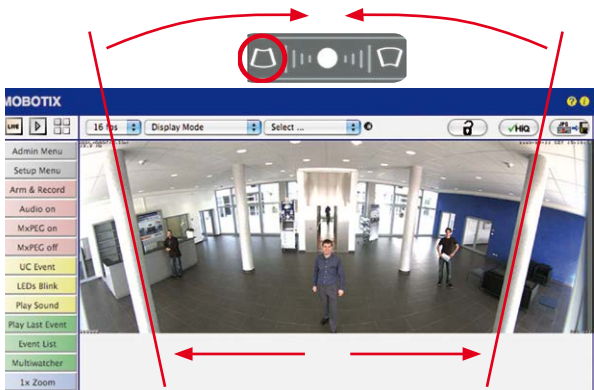 MOBOTIX
LIVE
16 fps
Display Mode
Select ...
HiQ
Admin Menu
Setup Menu
Arm & Record
Audio on
MxPEG on
MxPEG off
UC Event
LEDs Blink
Play Sound
Play Last Event
Event List
Multiwatcher
1x Zoom